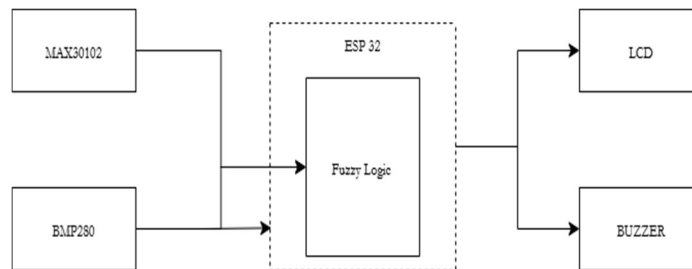 MAX30102
ESP 32
LCD
Fuzzy Logic
BMP280
BUZZER